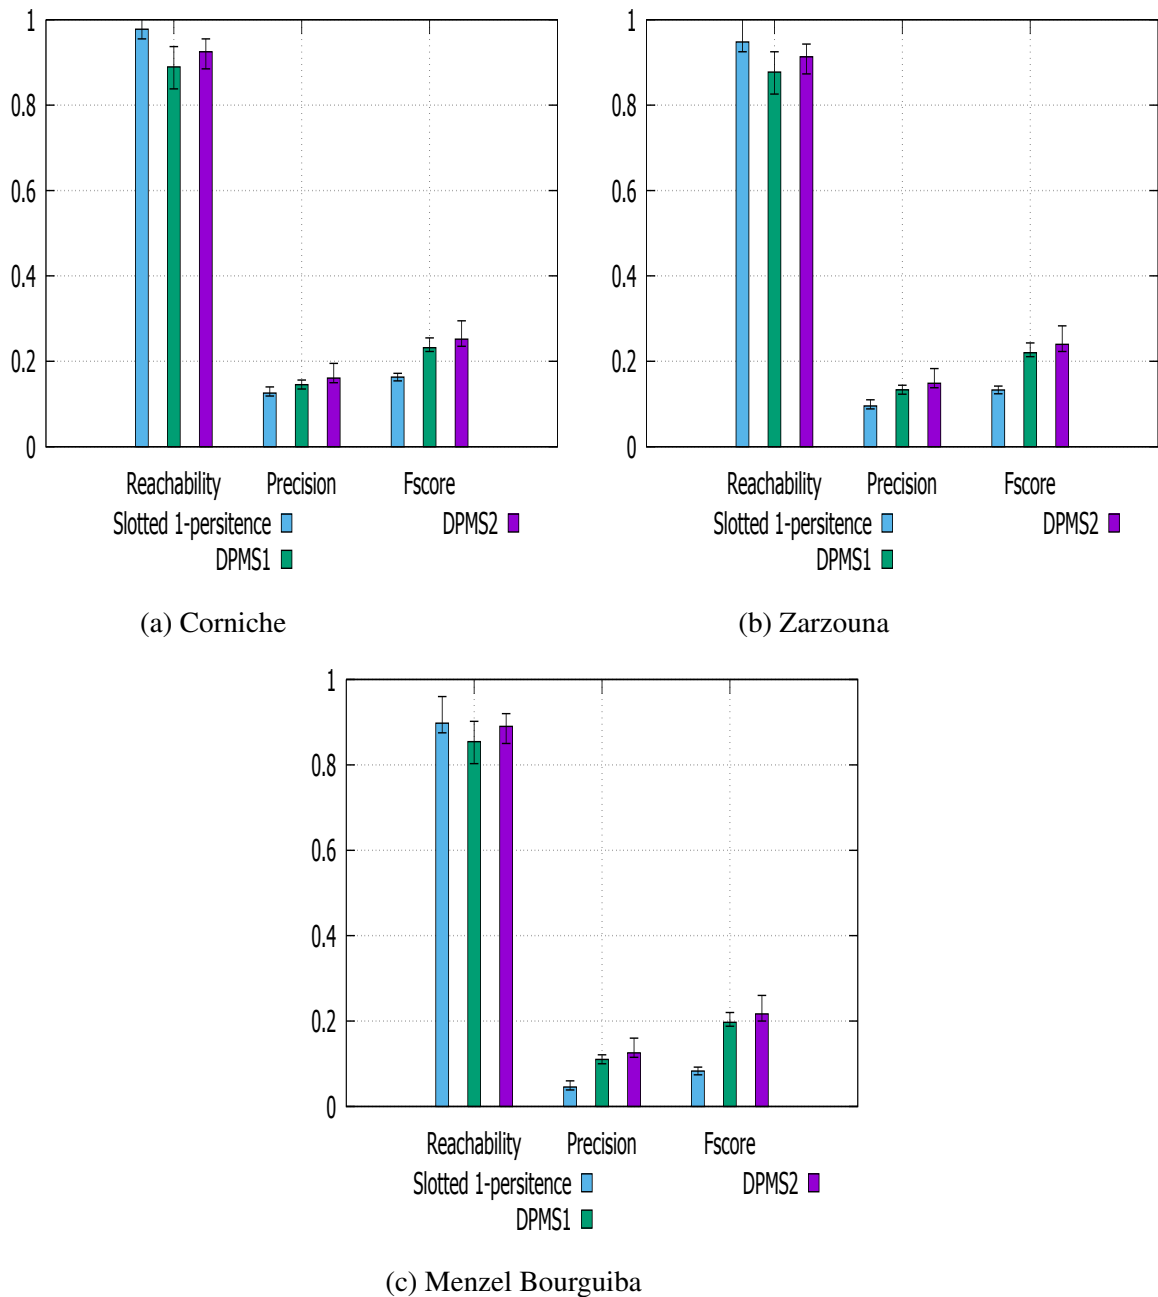 1
0.8
0.6
0.4
0.2
0
Reachability Precision Fscore
Slotted 1-persitence DPMS2
DPMS1
(a) Corniche
1
0.8
0.6
0.4
0.2
0
Reachability Precision Fscore
Slotted 1-persitence DPMS2
DPMS1
(b) Zarzouna
1
0.8
0.6
0.4
0.2
0
Reachability Precision Fscore
Slotted 1-persitence DPMS2
DPMS1
(c) Menzel Bourguiba